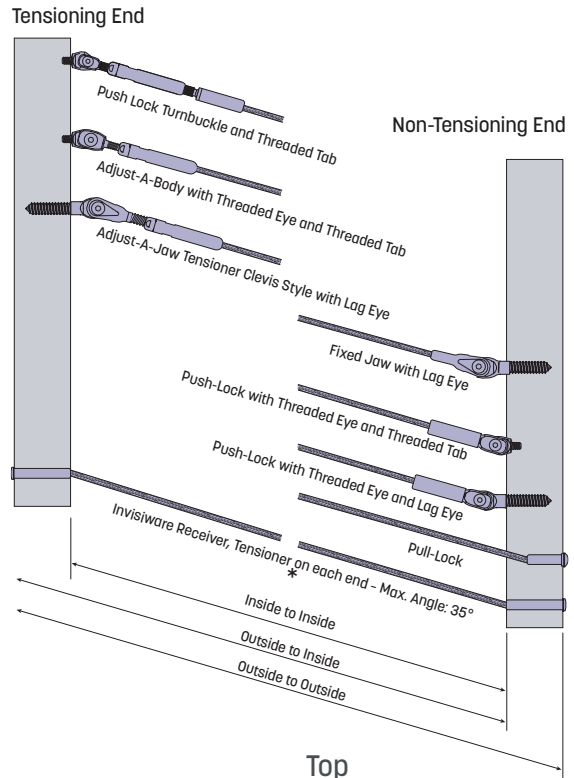 Tensioning End
Push Lock Turnbuckle and Threaded Tab
Non-Tensioning End
Adjust-A-Body with Threaded Eye and Threaded Tab
Adjust-A-Jaw Tensioner Clevis Style with Lag Eye
Fixed Jaw with Lag Eye
Push-Lock with Threaded Eye and Threaded Tab
Push-Lock with Threaded Eye and Lag Eye
Pull-Lock
Invisiware Receiver, Tensioner on each end - Max. Angle: 35°
*
Inside to Inside
Outside to Inside
Outside to Outside
Top